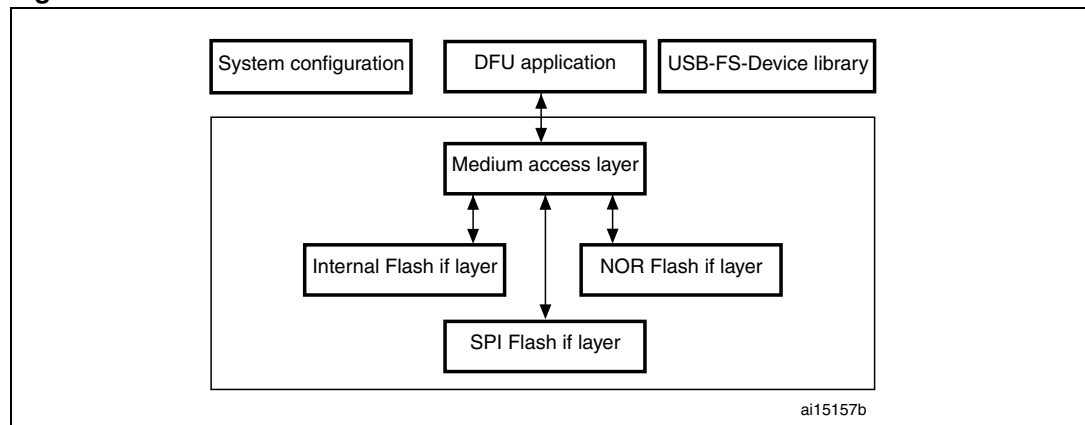 System configuration
DFU application
USB-FS-Device library
Medium access layer
Internal Flash if layer
NOR Flash if layer
SPI Flash if layer
ai15157b